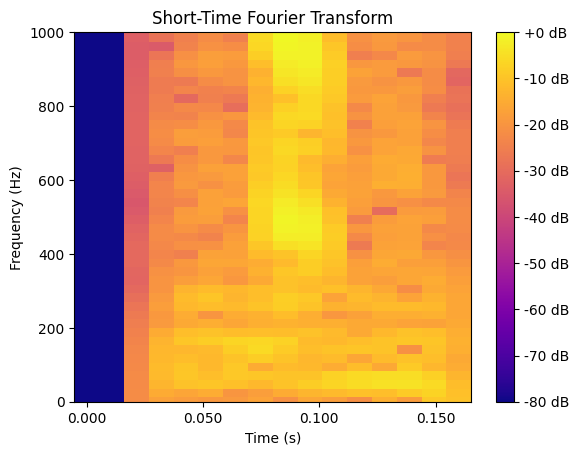 Short-Time Fourier Transform
Frequency (Hz)
1000
800
600
400
200
0
0.000
0.050
0.100
0.150
Time (s)
+0 dB
-10 dB
-20 dB
-30 dB
-40 dB
-50 dB
-60 dB
-70 dB
-80 dB